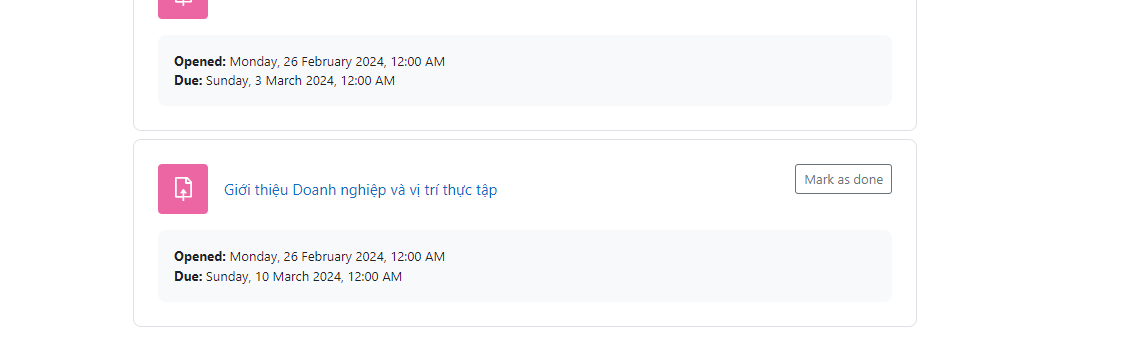 Opened: Monday, 26 February 2024, 12:00 AM
Due: Sunday, 3 March 2024, 12:00 AM
Giới thiệu Doanh nghiệp và vị trí thực tập
Mark as done
Opened: Monday, 26 February 2024, 12:00 AM
Due: Sunday, 10 March 2024, 12:00 AM